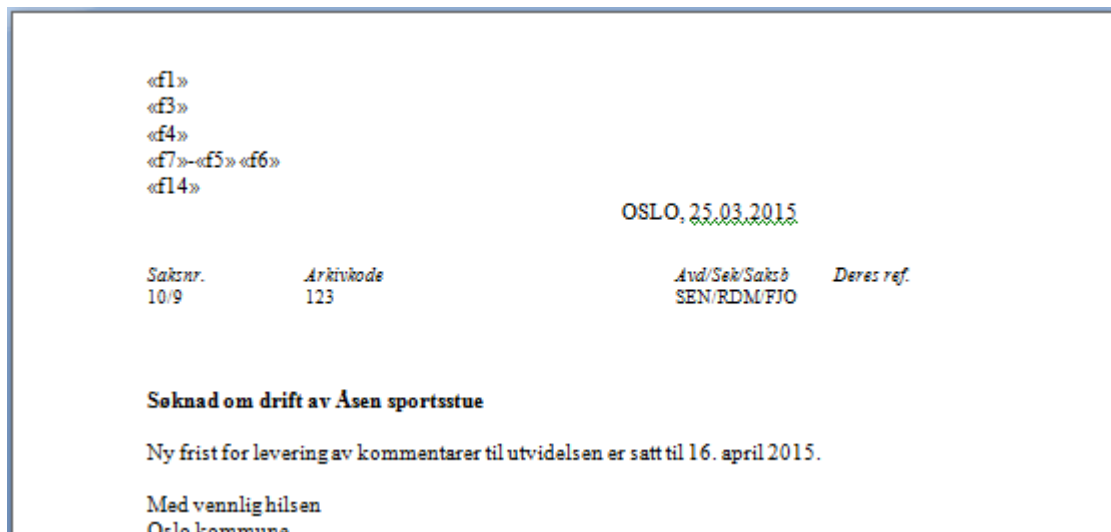 «f1»
«f3»
«f4»
«f7»-«f5» «f6»
«f14»
OSLO, 25.03.2015
Saksnr. Arkivkode Avd/Sek/Saksb Deres ref.
10/9 123 SEN/RDM/FJO
Søknad om drift av Åsen sportsstue
Ny frist for levering av kommentarer til utvidelsen er satt til 16. april 2015.
Med vennlig hilsen
Oslo kommune